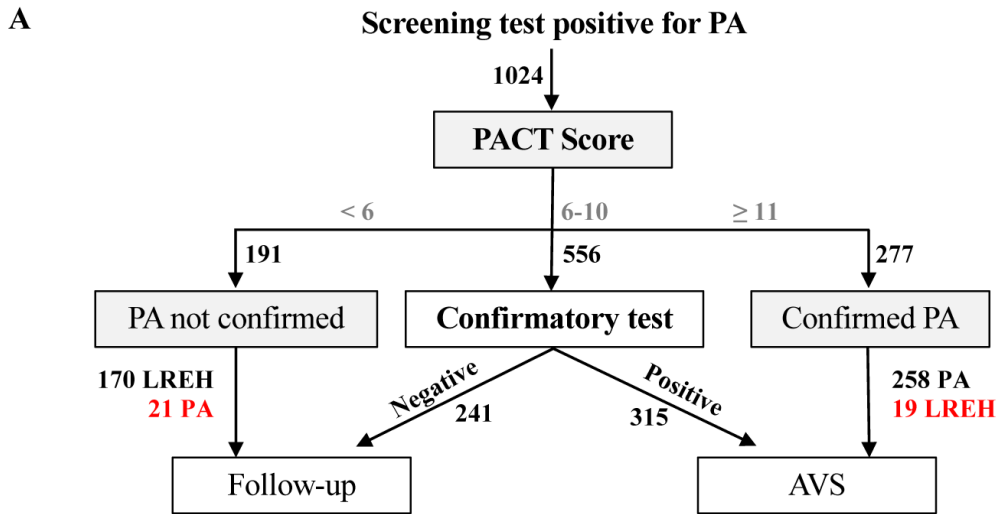 A
Screening test positive for PA
1024
PACT Score
< 6
6-10
≥ 11
191
556
277
PA not confirmed
Confirmatory test
Confirmed PA
170 LREH
21 PA
Negative
241
Positive
315
258 PA
19 LREH
Follow-up
AVS